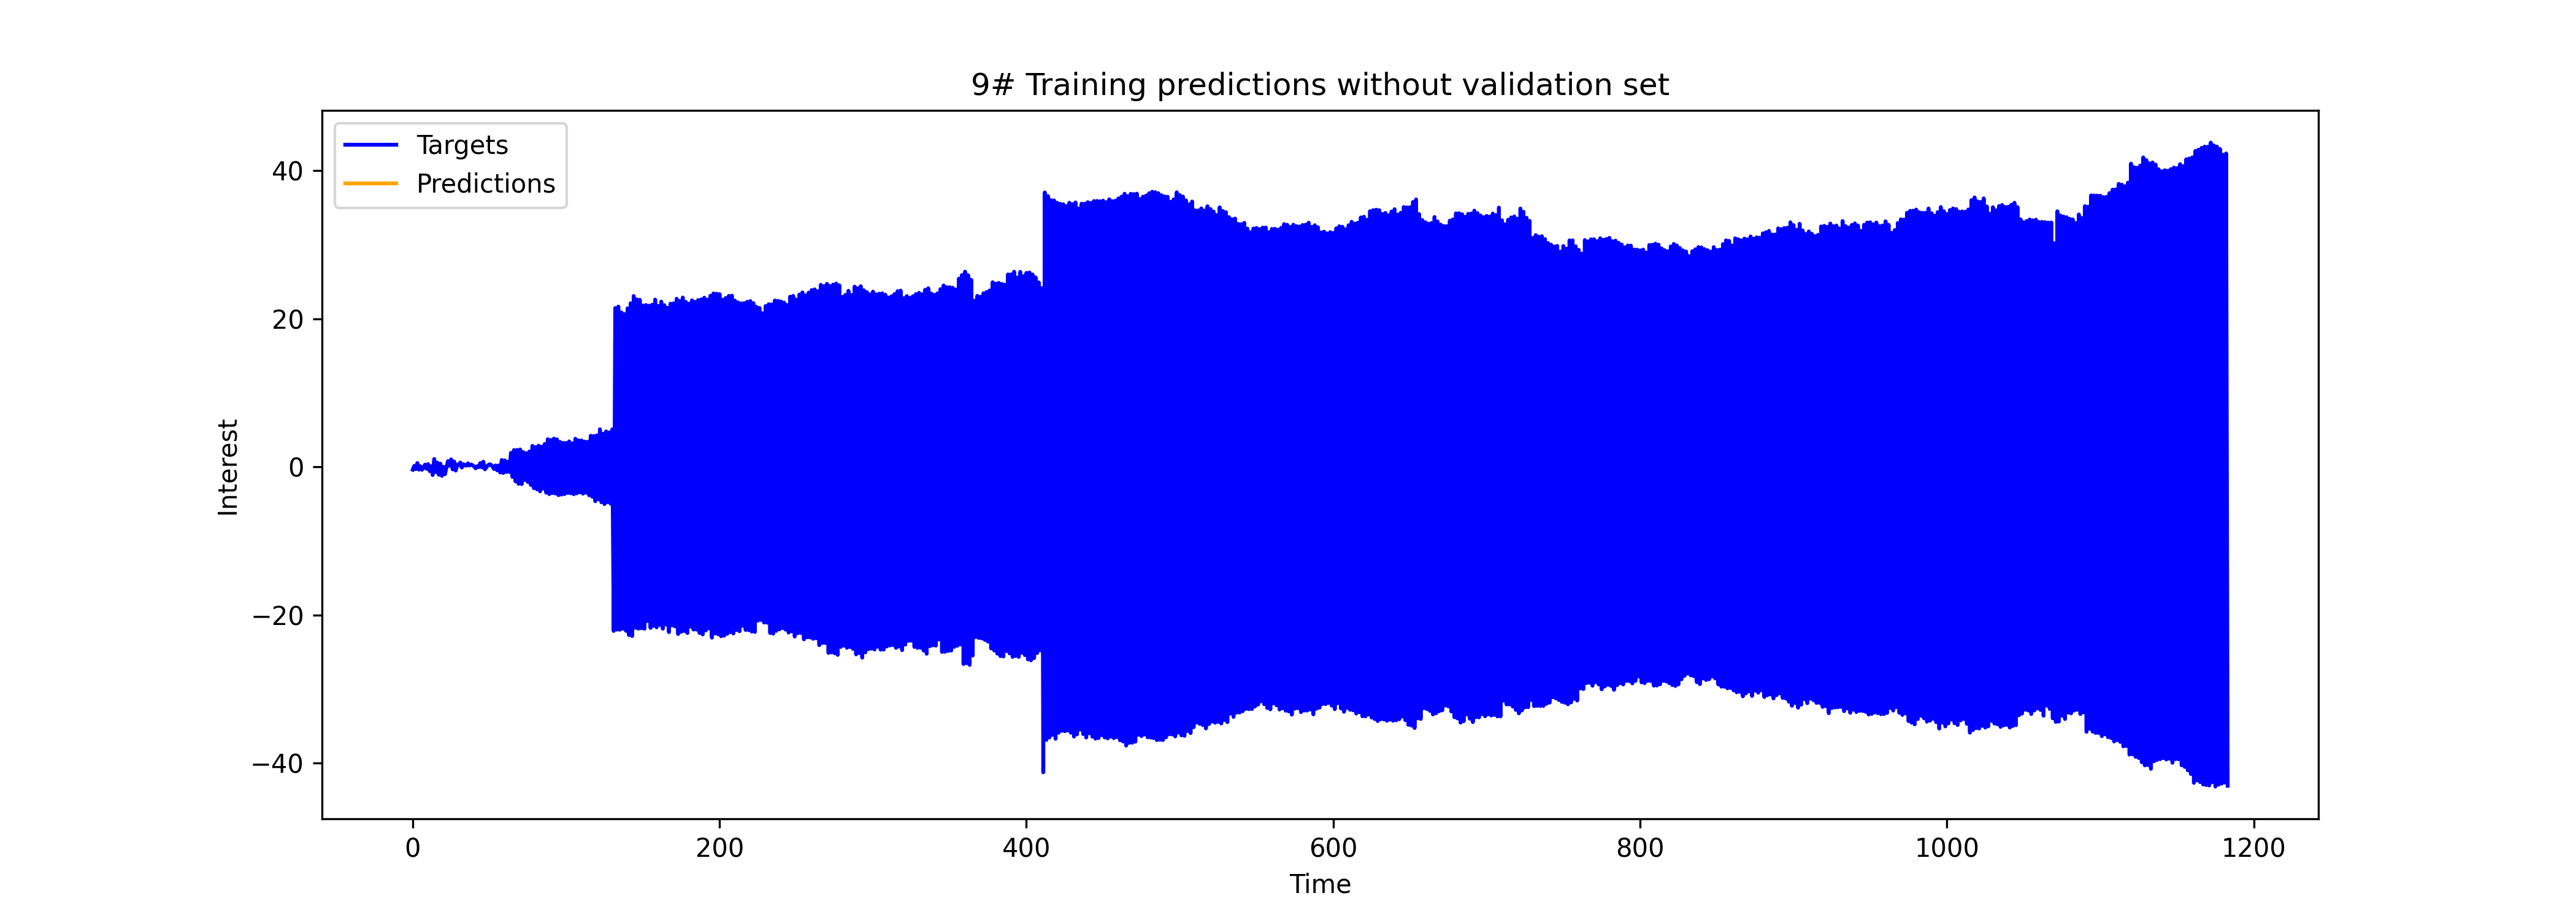 9# Training predictions without validation set
Targets
Predictions
40
20
0
−20
−40
Interest
0
200
400
600
800
1000
1200
Time